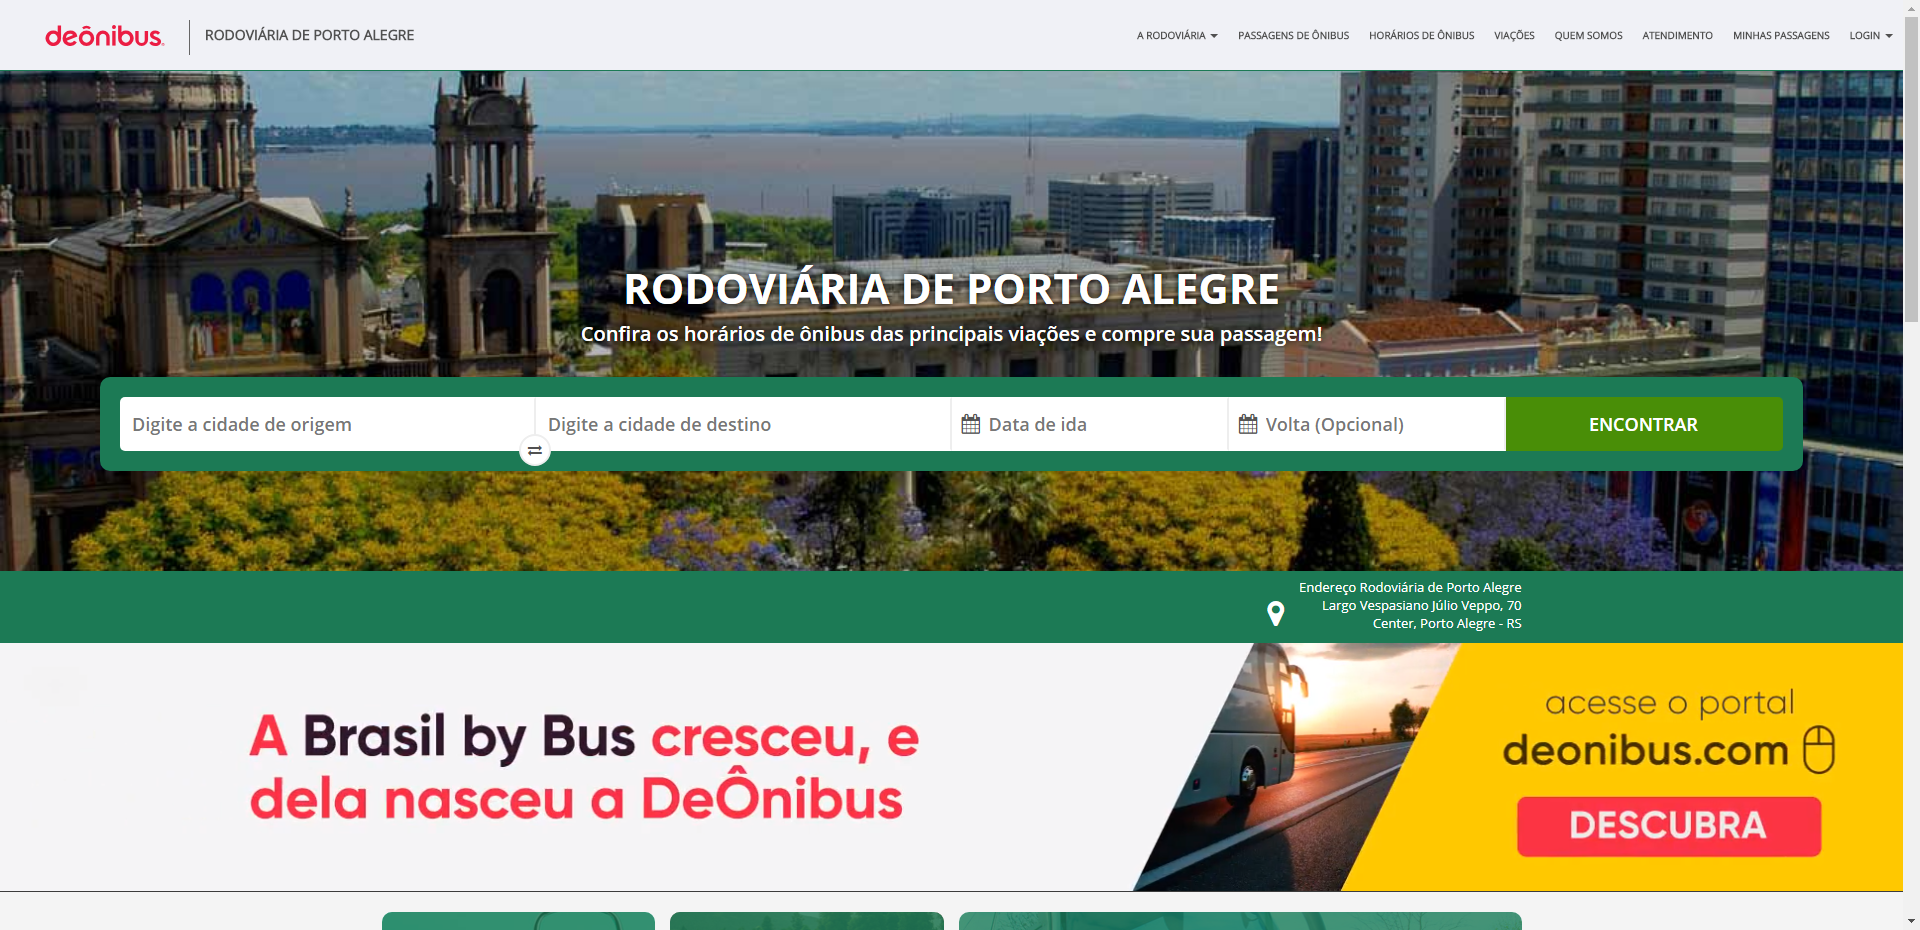 deônibus.
RODOVIÁRIA DE PORTO ALEGRE
A RODOVIÁRIA
PASSAGENS DE ÔNIBUS
HORÁRIOS DE ÔNIBUS
VIAÇÕES
QUEM SOMOS
ATENDIMENTO
MINHAS PASSAGENS
LOGIN
RODOVIÁRIA DE PORTO ALEGRE
Confira os horários de ônibus das principais viações e compre sua passagem!
Digite a cidade de origem
Digite a cidade de destino
Data de ida
Volta (Opcional)
ENCONTRAR
Endereço Rodoviária de Porto Alegre
Largo Vespasiano Júlio Veppo, 70
Center, Porto Alegre - RS
A Brasil by Bus cresceu, e
dela nasceu a DeÔnibus
acesse o portal
deonibus.com
DESCUBRA